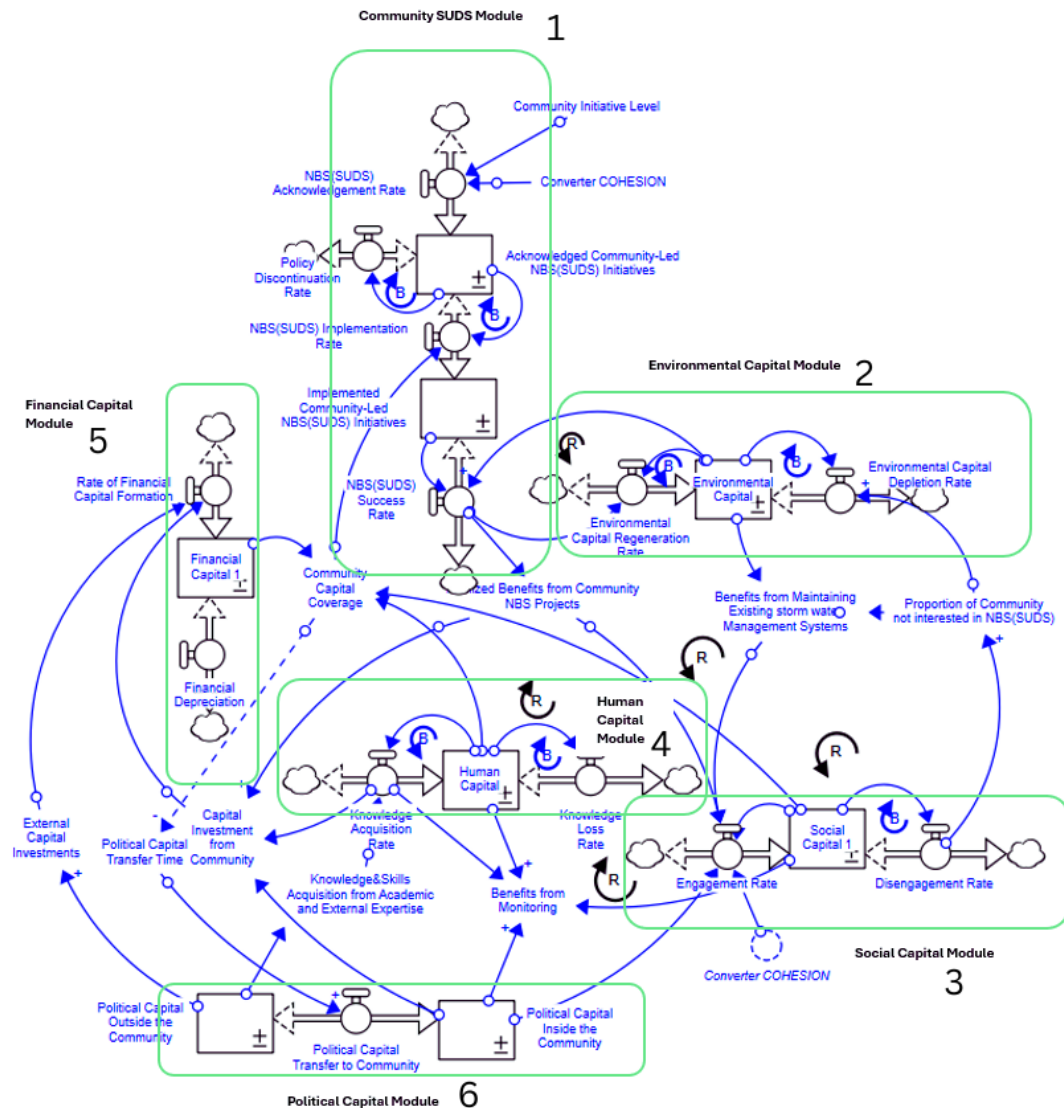 Community SUDS Module
1
Community Initiative Level
NBS(SUDS)
Acknowledgement Rate
Converter COHESION
Policy
Discontinuation
Rate
Acknowledged Community-Led
NBS(SUDS) Initiatives
B
B
NBS(SUDS) Implementation
Rate
Implemented
Community-Led
NBS(SUDS) Initiatives
NBS(SUDS)
Success
Rate
+
Environmental Capital Module
2
R
B
B
Environmental
Capital
Environmental Capital
Depletion Rate
+
Environmental
Capital Regeneration
Rate
Financial Capital
Module
5
Rate of Financial
Capital Formation
Financial
Capital 1
Financial
Depreciation
Community
Capital
Coverage
Benefits from Community
NBS Projects
Benefits from Maintaining
Existing storm
Management Systems
Proportion of Community
not interested in NBS(SUDS)
+
+
R
R
Human
Capital
Module
4
B
B
Human
Capital
Knowledge
Acquisition
Rate
Knowledge
Loss
Rate
R
R
B
Social
Capital 1
Engagement Rate
Disengagement Rate
Converter COHESION
Social Capital Module
3
External
Capital
Investments
+
-
Political Capital
Transfer Time
Capital
Investment
from
Community
Knowledge&Skills
Acquisition from Academic
and External Expertise
Benefits from
Monitoring
+
+
Political Capital
Outside the
Community
+
Political Capital
Transfer to Community
Political Capital
Inside the
Community
Political Capital Module
6